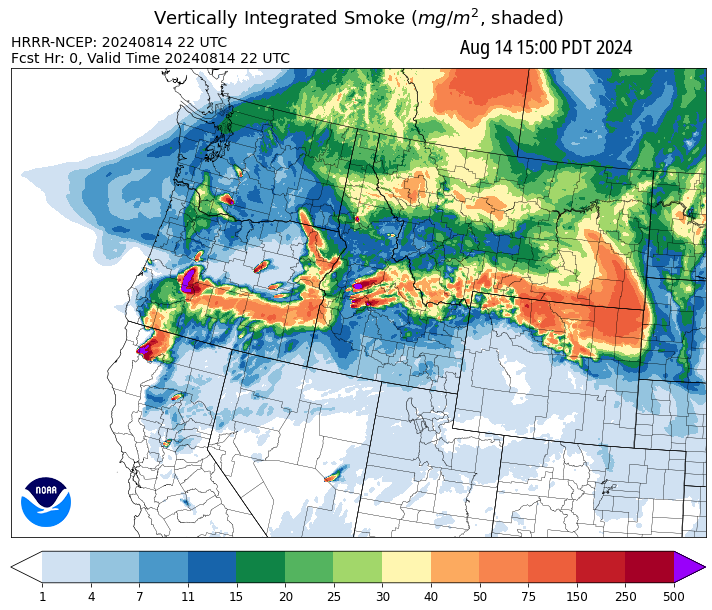 Vertically Integrated Smoke (mg/m², shaded)
HRRR-NCEP: 20240814 22 UTC
Aug 14 15:00 PDT 2024
Fcst Hr: 0, Valid Time 20240814 22 UTC
NOAA
1 4 7 11 15 20 25 30 40 50 75 150 250 500